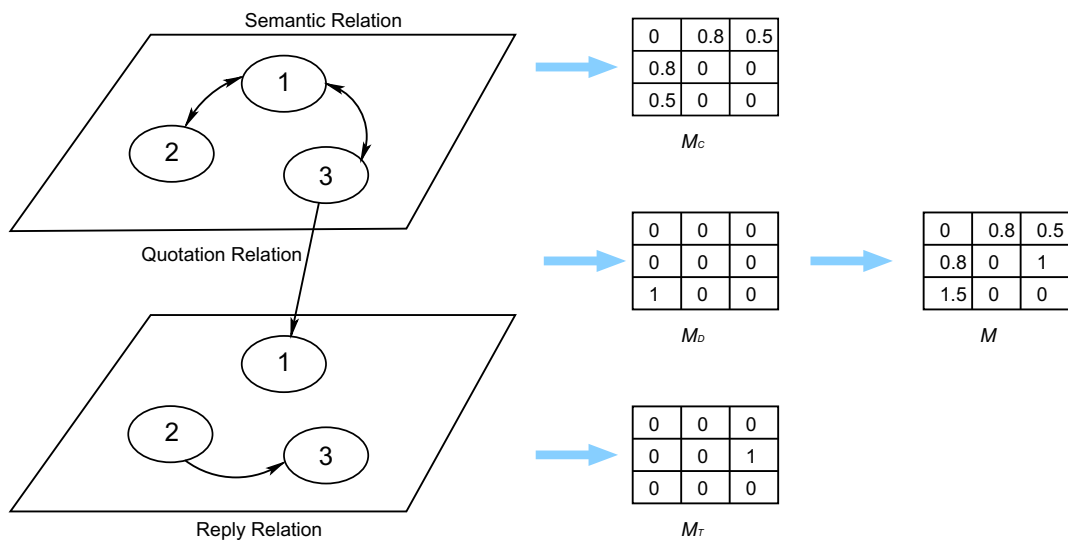 Semantic Relation
1
2
3
Quotation Relation
1
2
3
Reply Relation
0 0.8 0.5
0.8 0 0
0.5 0 0
MC
0 0 0
0 0 0
1 0 0
MD
0 0 0
0 0 1
0 0 0
MT
0 0.8 0.5
0.8 0 1
1.5 0 0
M